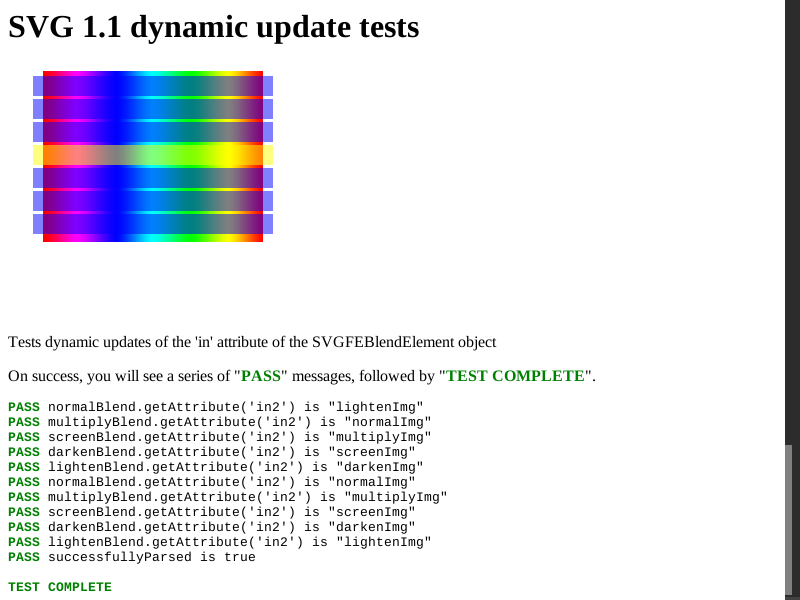 SVG 1.1 dynamic update tests
Tests dynamic updates of the 'in' attribute of the SVGFEBlendElement object
On success, you will see a series of "PASS" messages, followed by "TEST COMPLETE".
PASS normalBlend.getAttribute('in2') is "lightenImg"
PASS multiplyBlend.getAttribute('in2') is "normalImg"
PASS screenBlend.getAttribute('in2') is "multiplyImg"
PASS darkenBlend.getAttribute('in2') is "screenImg"
PASS lightenBlend.getAttribute('in2') is "darkenImg"
PASS normalBlend.getAttribute('in2') is "normalImg"
PASS multiplyBlend.getAttribute('in2') is "multiplyImg"
PASS screenBlend.getAttribute('in2') is "screenImg"
PASS darkenBlend.getAttribute('in2') is "darkenImg"
PASS lightenBlend.getAttribute('in2') is "lightenImg"
PASS successfullyParsed is true
TEST COMPLETE